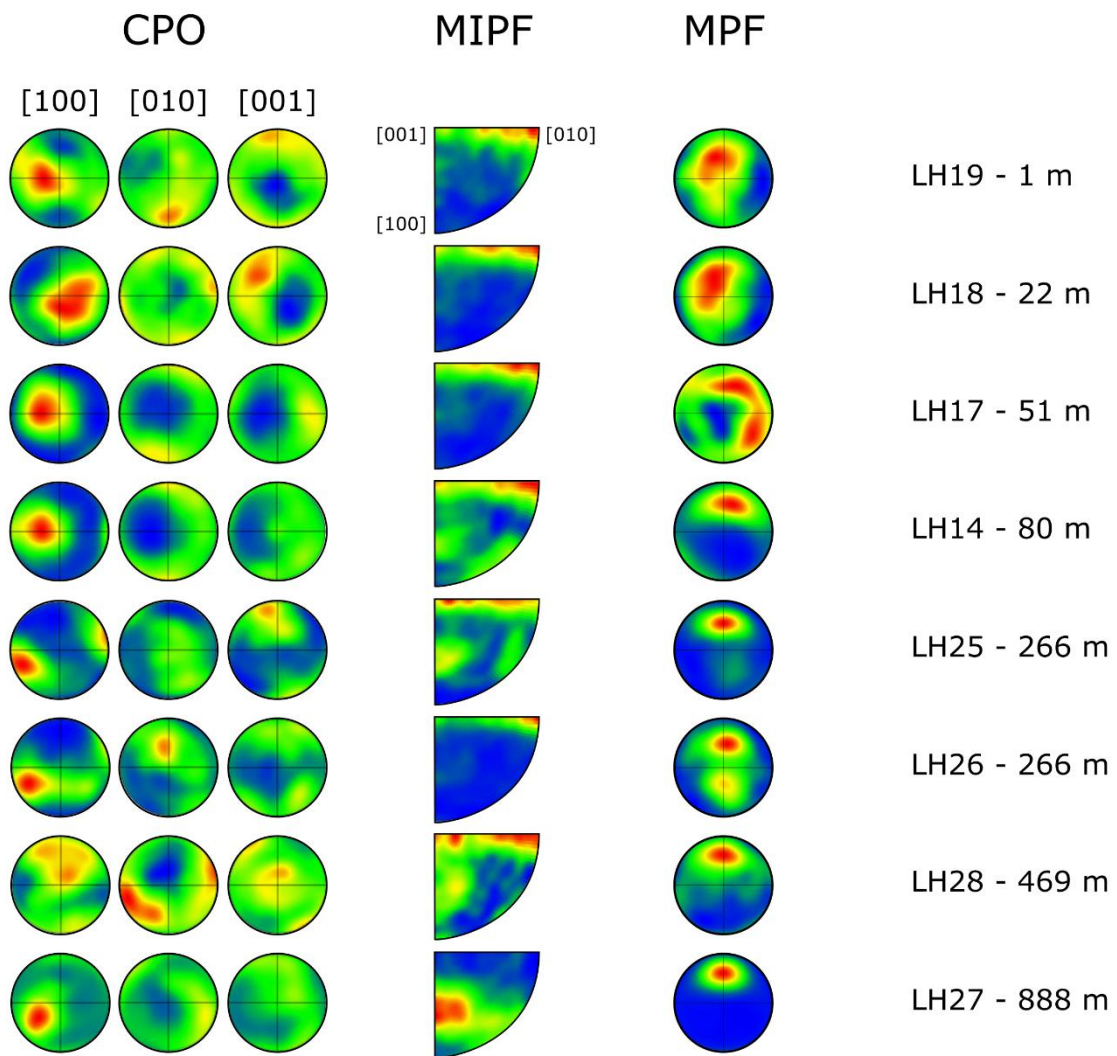 CPO MIPF MPF
[100] [010] [001]
[001] [010]
[100]
LH19 - 1 m
LH18 - 22 m
LH17 - 51 m
LH14 - 80 m
LH25 - 266 m
LH26 - 266 m
LH28 - 469 m
LH27 - 888 m